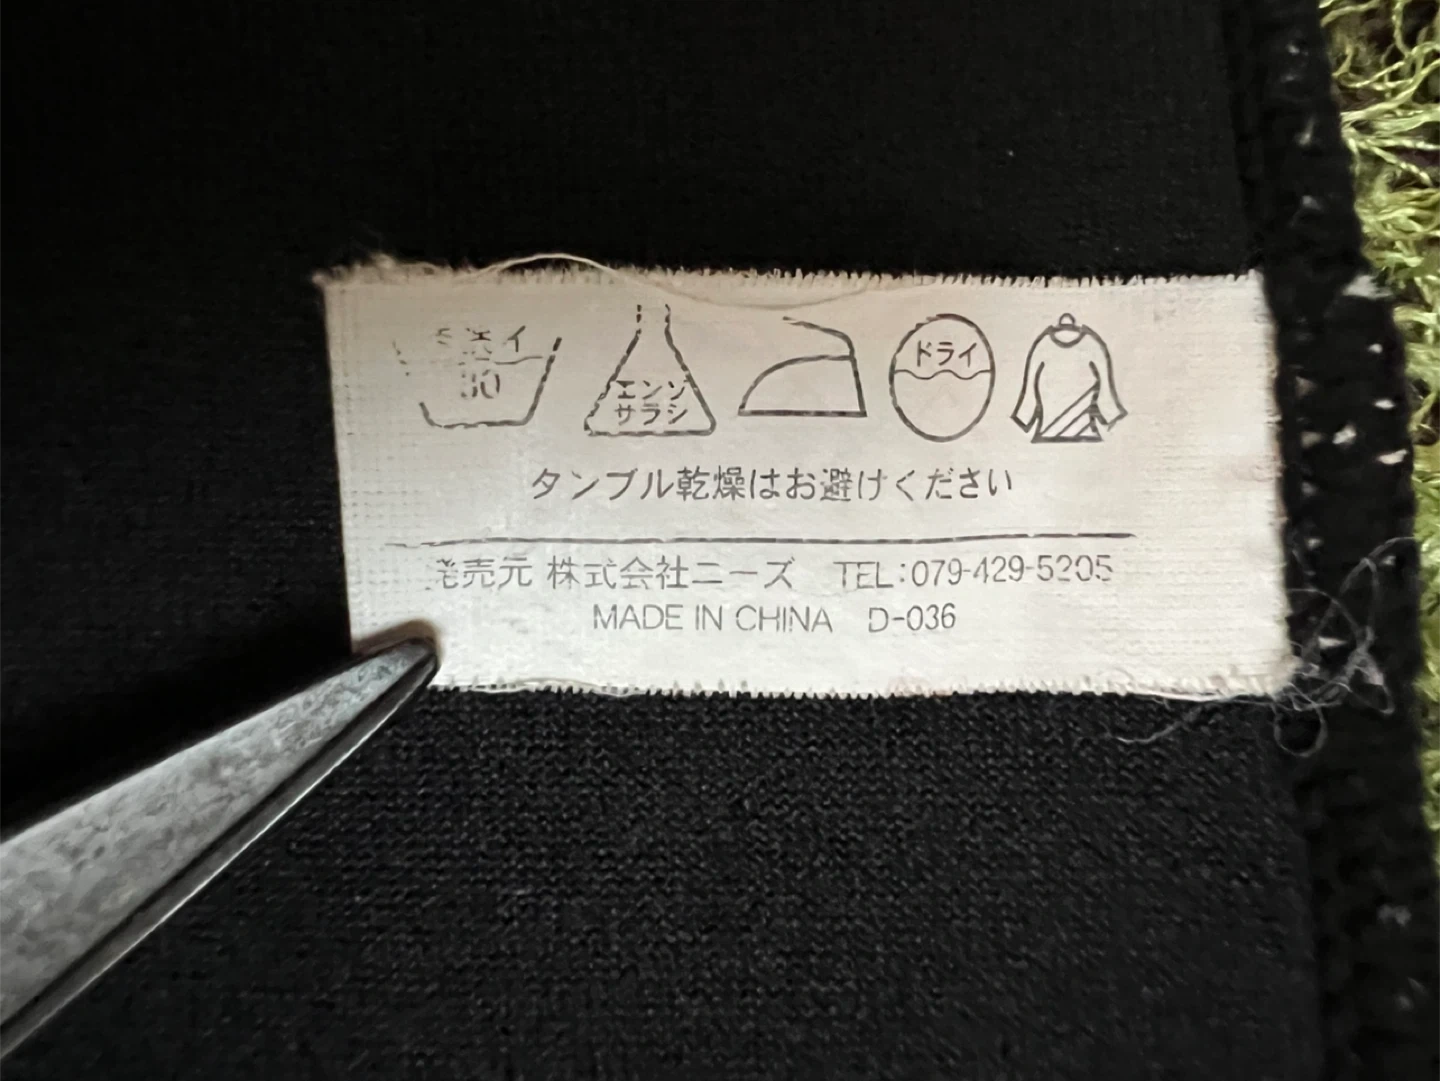 イ
エンソ
サラシ
ドライ
タンブル乾燥はお避けください
発売元 株式会社ニーズ TEL:079-429-5205
MADE IN CHINA D-036